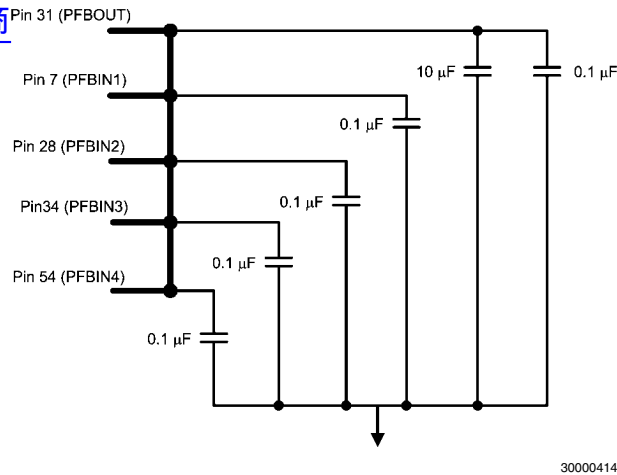 Pin 31 (PFBOUT)
10 µF
0.1 µF
Pin 7 (PFBIN1)
0.1 µF
Pin 28 (PFBIN2)
0.1 µF
Pin34 (PFBIN3)
0.1 µF
Pin 54 (PFBIN4)
0.1 µF
30000414